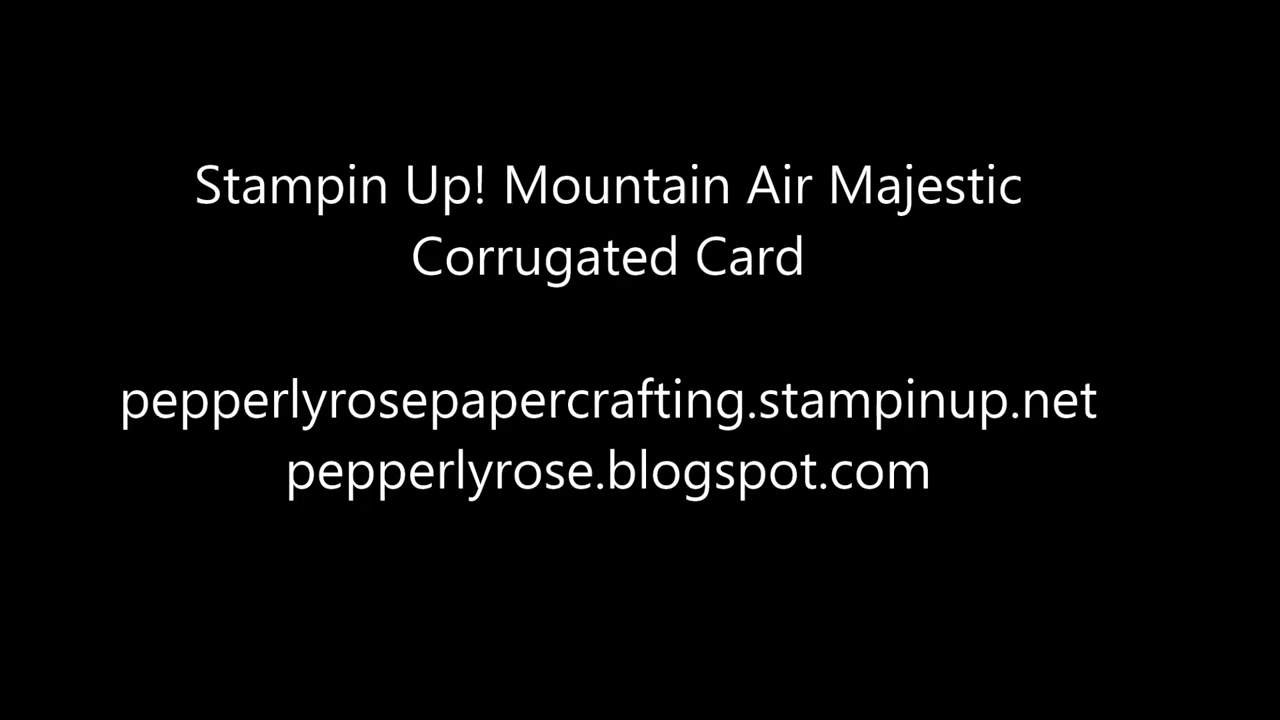 Stampin Up! Mountain Air Majestic
Corrugated Card
pepperlyrosepapercrafting.stampinup.net
pepperlyrose.blogspot.com